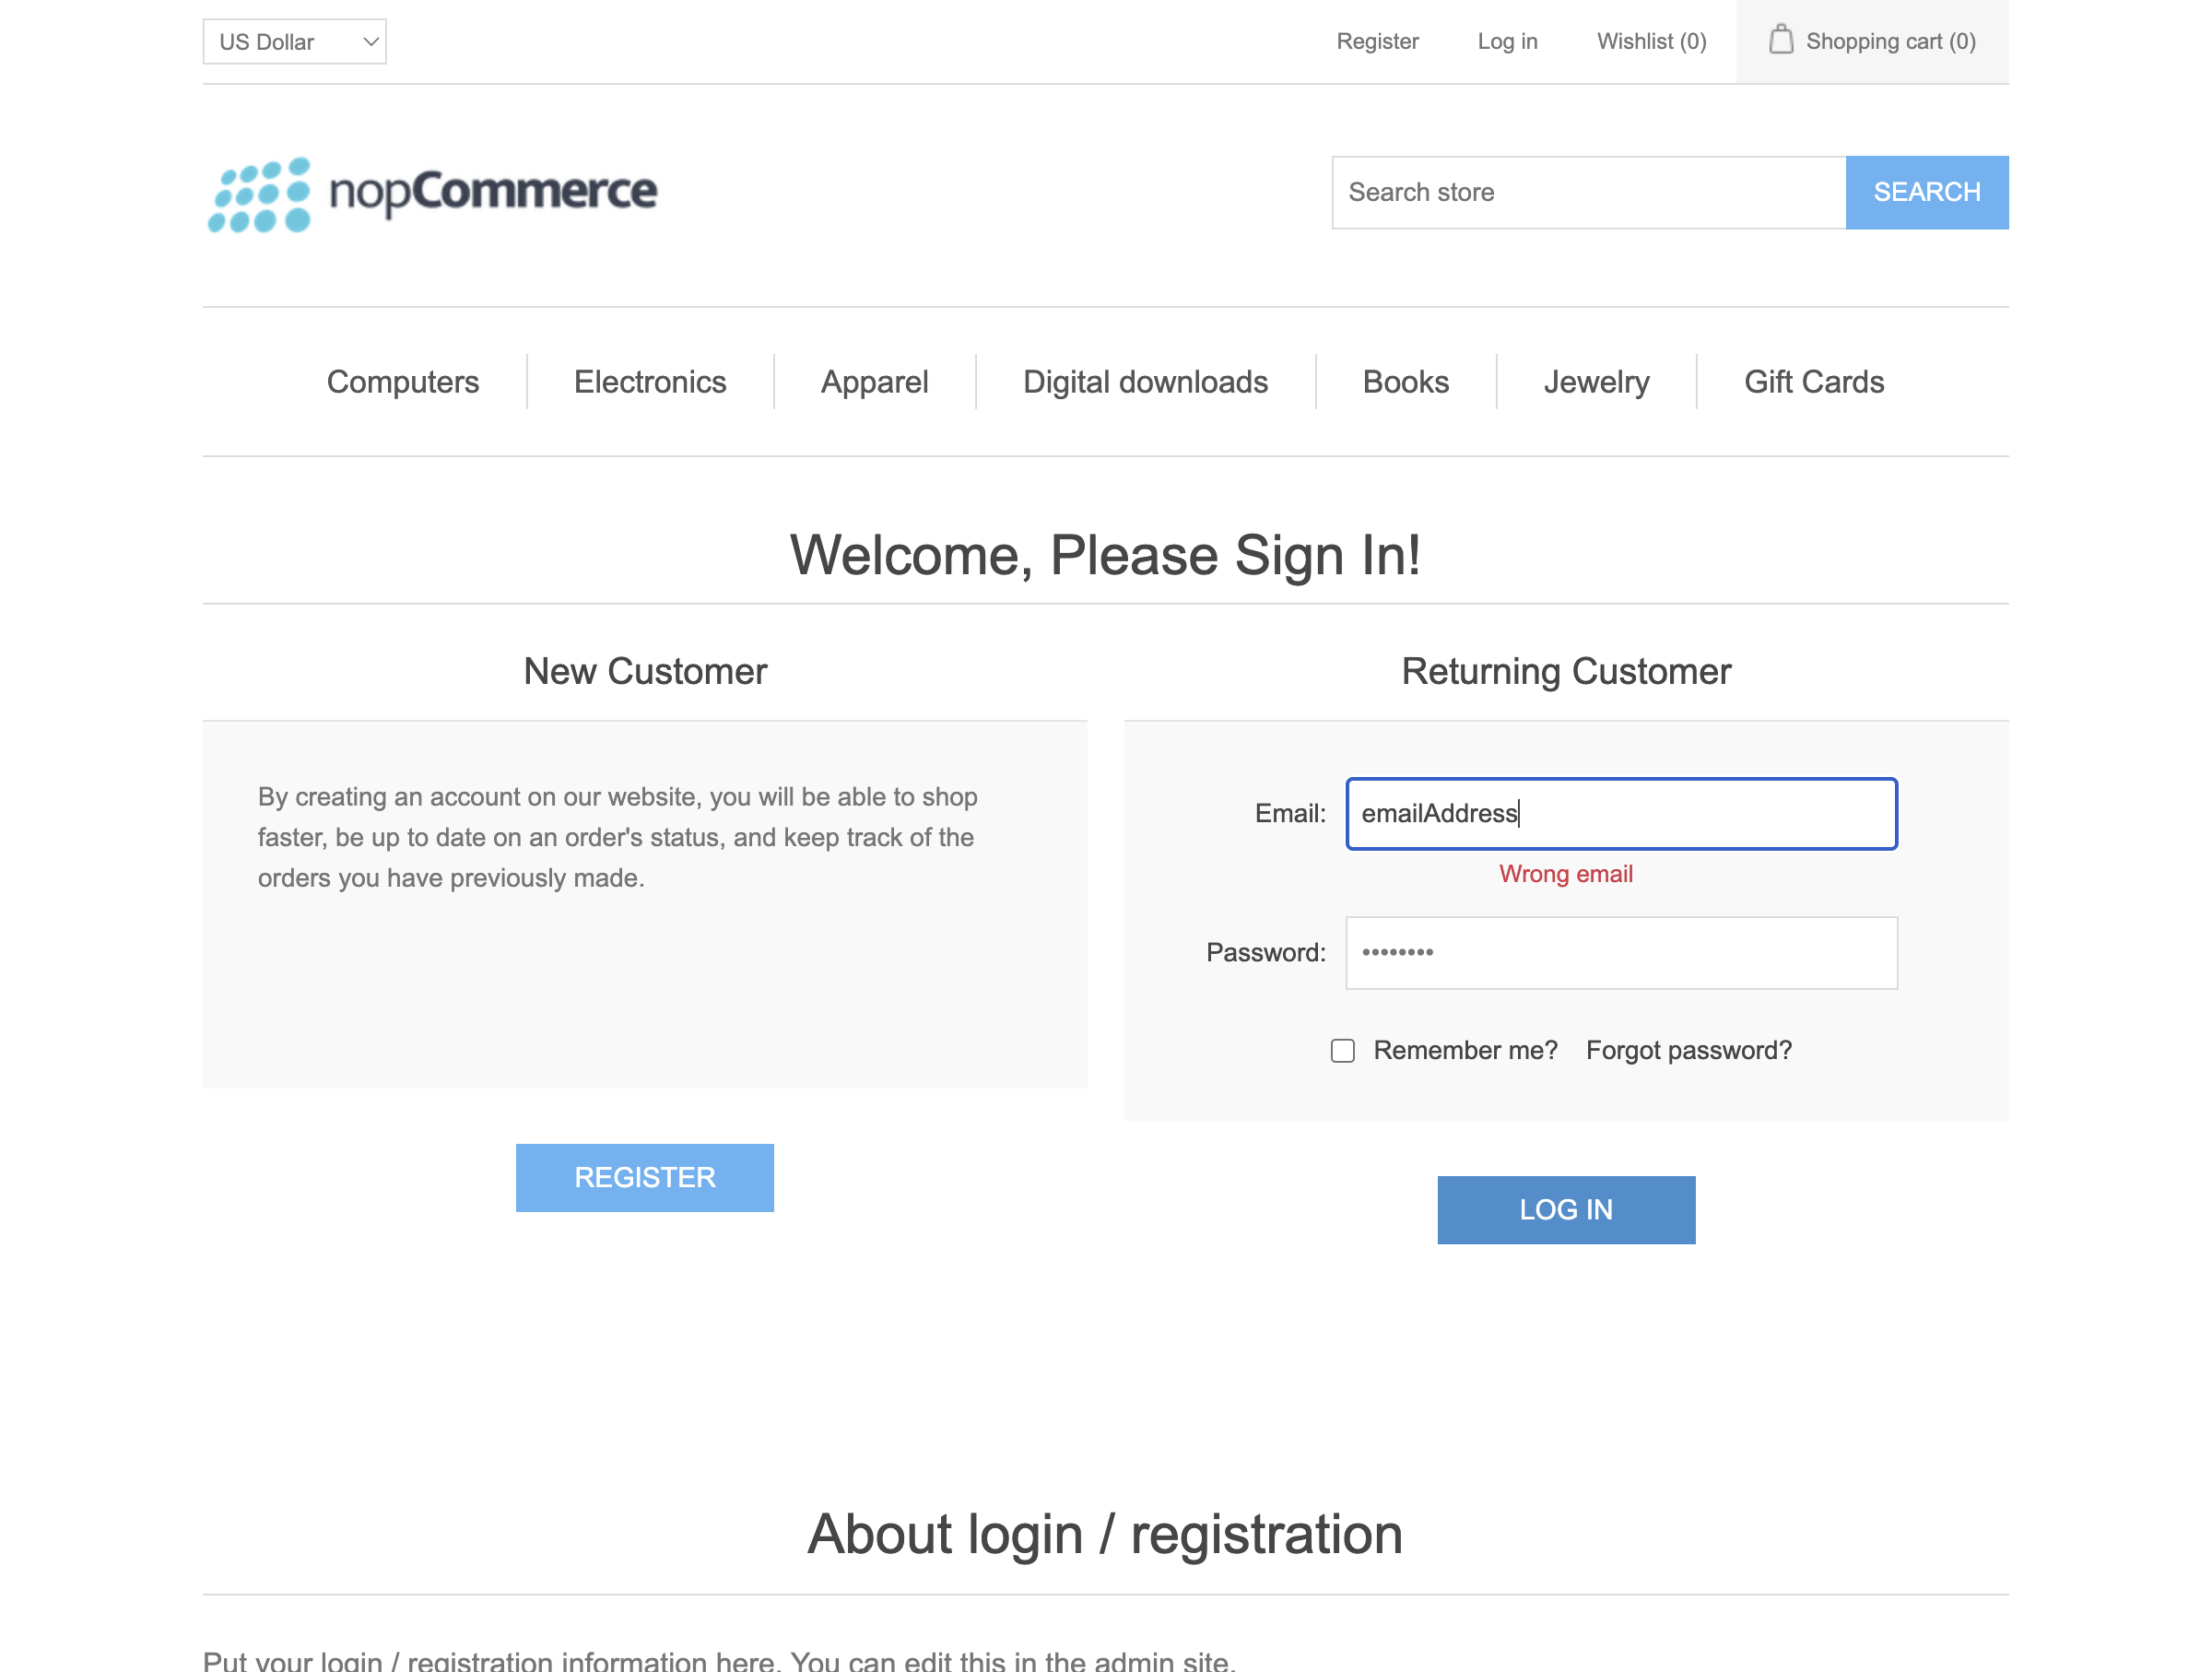 US Dollar
Register
Log in
Wishlist (0)
Shopping cart (0)
nopCommerce
Search store
SEARCH
Computers
Electronics
Apparel
Digital downloads
Books
Jewelry
Gift Cards
Welcome, Please Sign In!
New Customer
By creating an account on our website, you will be able to shop
faster, be up to date on an order's status, and keep track of the
orders you have previously made.
REGISTER
Returning Customer
Email:
emailAddress
Wrong email
Password:
••••••••
Remember me?
Forgot password?
LOG IN
About login / registration
Put your login / registration information here. You can edit this in the admin site.